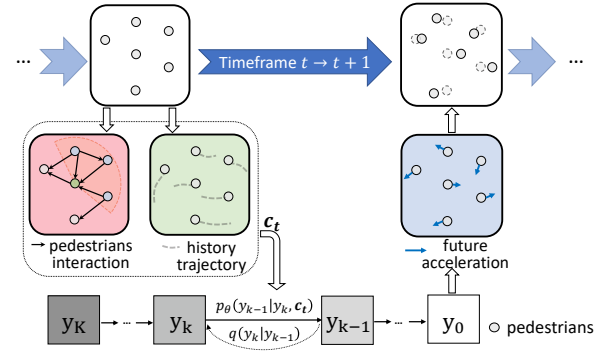 ...
Timeframe t → t + 1
...
pedestrians
interaction
history
trajectory
c_t
future
acceleration
y_K
...
y_k
p_θ(y_{k−1}|y_k, c_t)
q(y_k|y_{k−1})
y_{k−1}
...
y_0
pedestrians